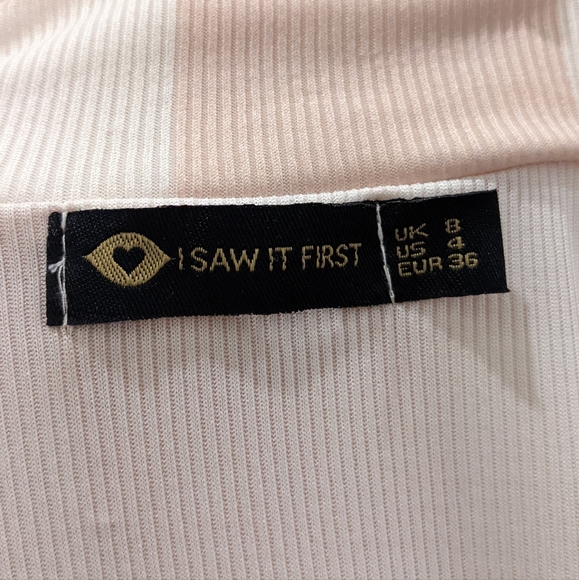 I SAW IT FIRST
UK 8
US 4
EUR 36